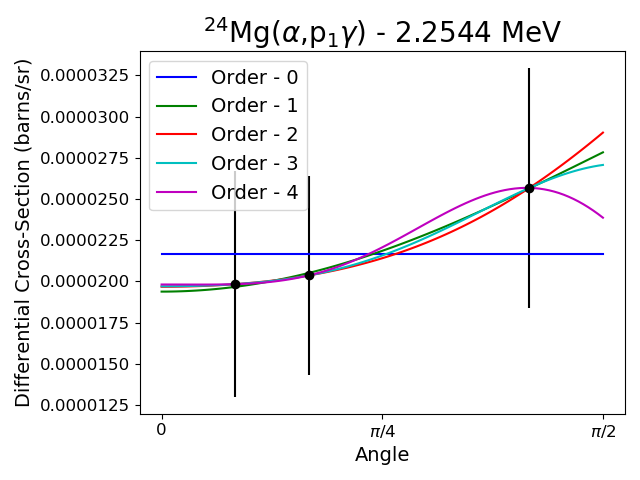 ²⁴Mg(α,p₁γ) - 2.2544 MeV
Differential Cross-Section (barns/sr)
0.0000325
0.0000300
0.0000275
0.0000250
0.0000225
0.0000200
0.0000175
0.0000150
0.0000125
Order - 0
Order - 1
Order - 2
Order - 3
Order - 4
0 π/4 π/2
Angle